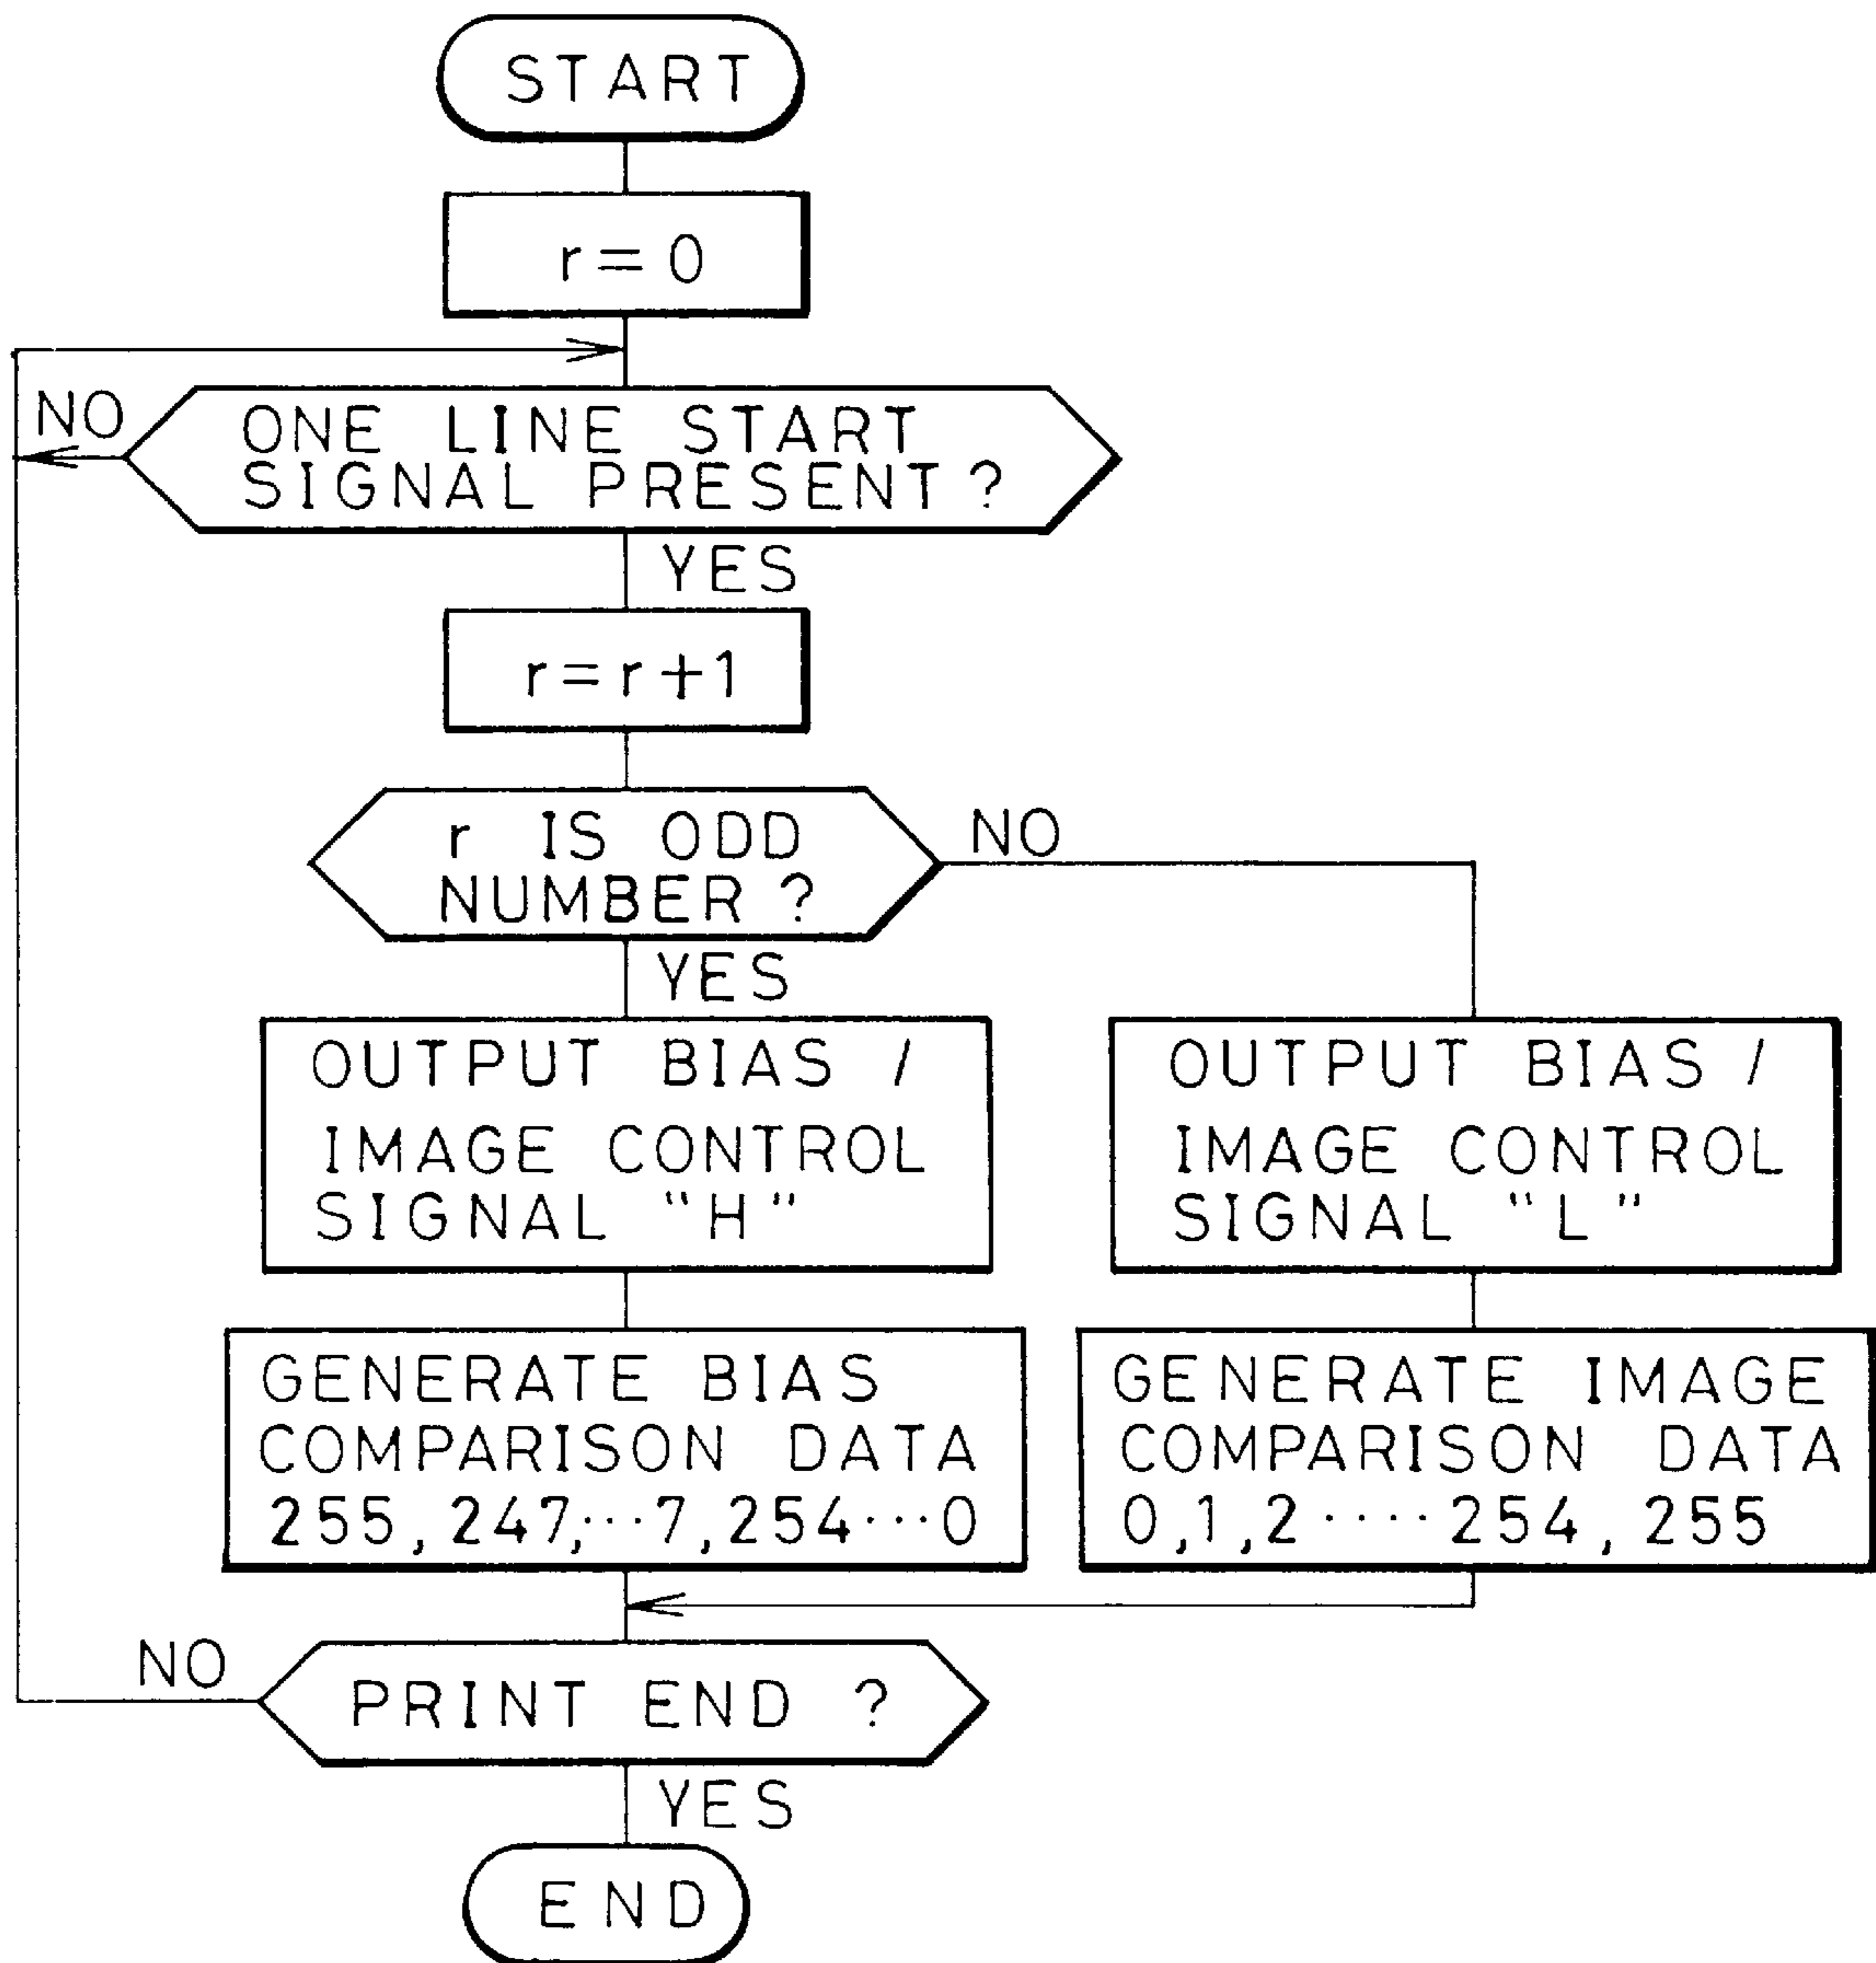 START
r=0
NO
ONE LINE START
SIGNAL PRESENT?
YES
r=r+1
r IS ODD
NUMBER?
NO
YES
OUTPUT BIAS /
IMAGE CONTROL
SIGNAL "H"
OUTPUT BIAS /
IMAGE CONTROL
SIGNAL "L"
GENERATE BIAS
COMPARISON DATA
255,247,···7,254···0
GENERATE IMAGE
COMPARISON DATA
0,1,2····254,255
NO
PRINT END ?
YES
END